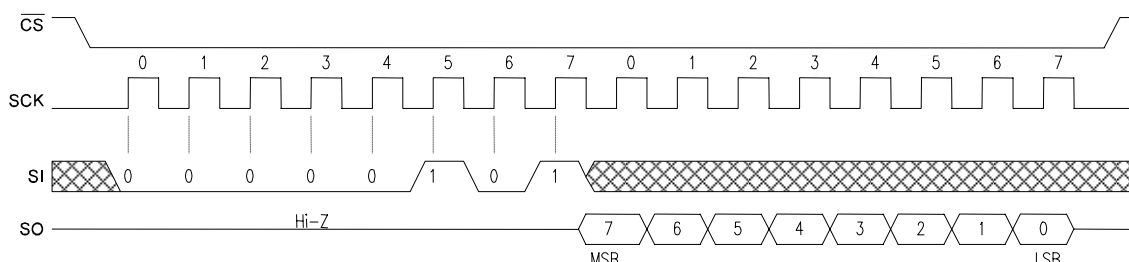 CS
0 1 2 3 4 5 6 7 0 1 2 3 4 5 6 7
SCK
SI 0 0 0 0 0 1 0 1
Hi-Z
SO 7 6 5 4 3 2 1 0
MSB LSB